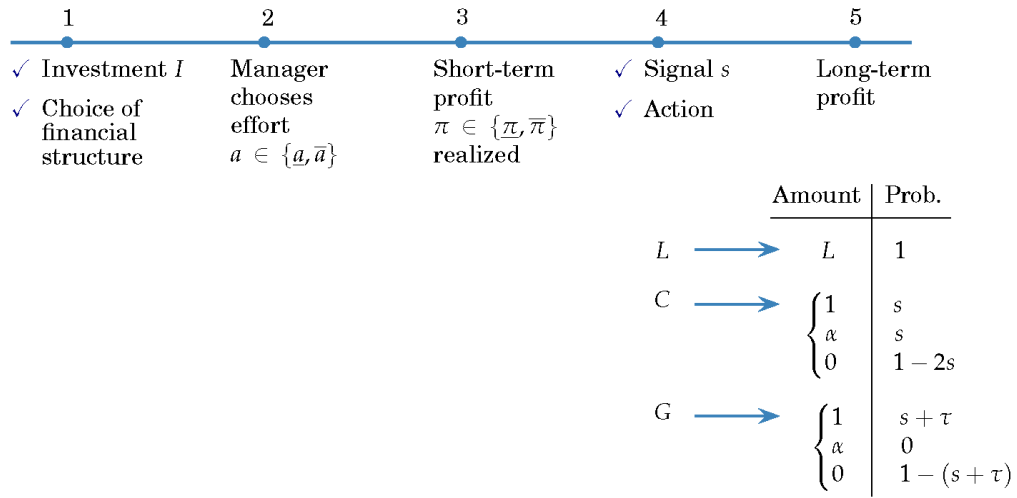 1 2 3 4 5
✓ Investment I
✓ Choice of
financial
structure
Manager
chooses
effort
a ∈ {a̲, a̅}
Short-term
profit
π ∈ {π̲, π̅}
realized
✓ Signal s
✓ Action
Long-term
profit
Amount Prob.
L L 1
C 1 s
α s
0 1 − 2s
G 1 s + τ
α 0
0 1 − (s + τ)